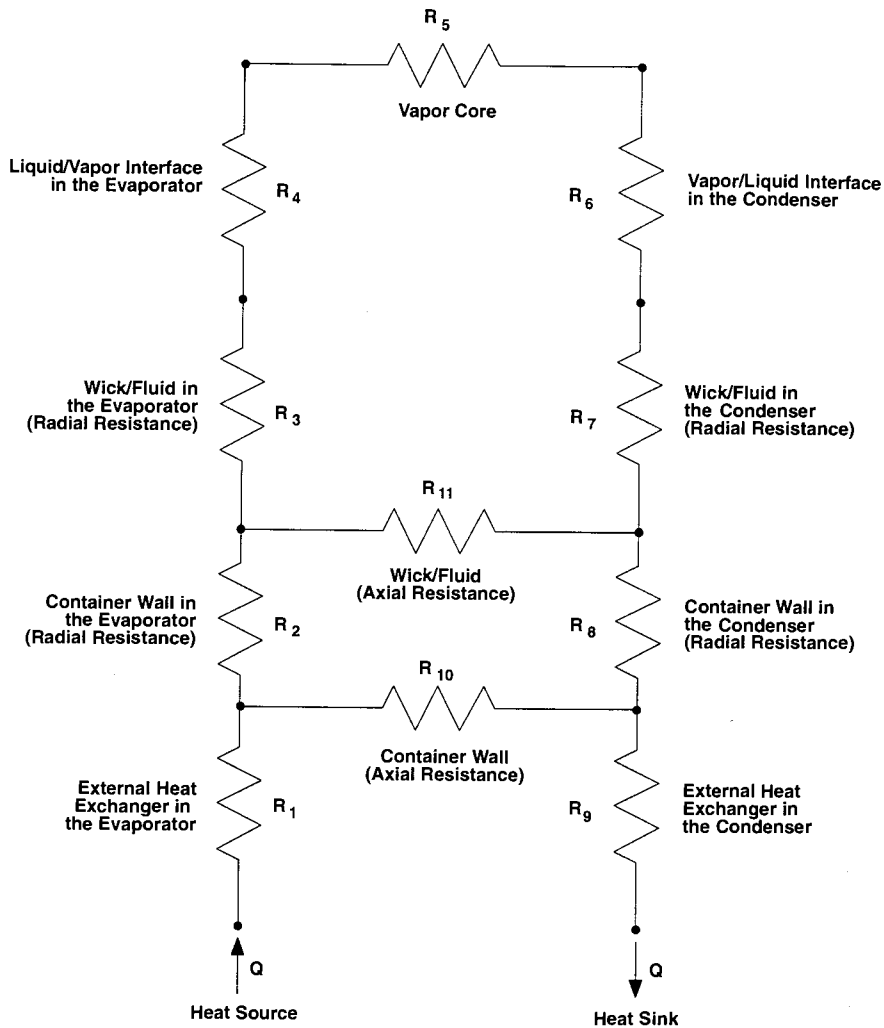 R5
Vapor Core
Liquid/Vapor Interface
in the Evaporator
R4
R6
Vapor/Liquid Interface
in the Condenser
Wick/Fluid in
the Evaporator
(Radial Resistance)
R3
R7
Wick/Fluid in
the Condenser
(Radial Resistance)
R11
Wick/Fluid
(Axial Resistance)
Container Wall in
the Evaporator
(Radial Resistance)
R2
R8
Container Wall in
the Condenser
(Radial Resistance)
R10
Container Wall
(Axial Resistance)
External Heat
Exchanger in
the Evaporator
R1
R9
External Heat
Exchanger in
the Condenser
Q
Heat Source
Q
Heat Sink